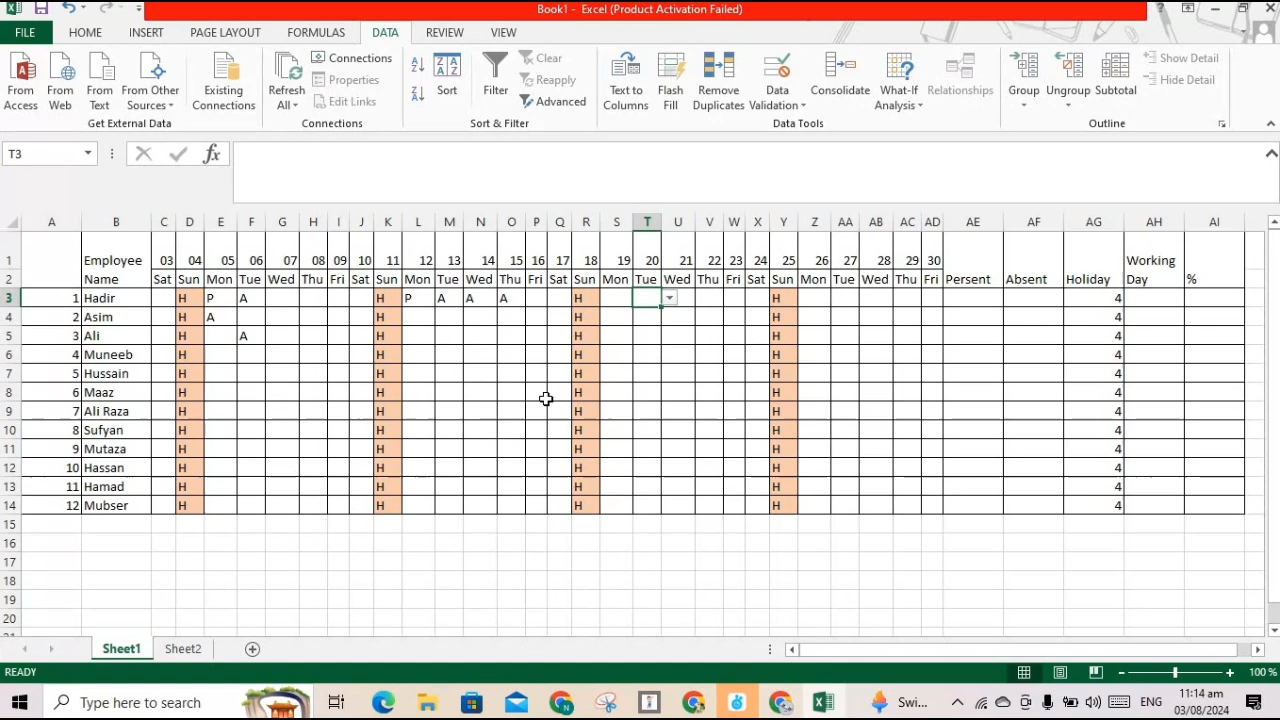 Book1 - Excel (Product Activation Failed)
FILE HOME INSERT PAGE LAYOUT FORMULAS DATA REVIEW VIEW
From Access
From Web
From Text
From Other Sources
Existing Connections
Get External Data
Refresh All
Connections
Properties
Edit Links
Connections
Sort
Filter
Clear
Reapply
Advanced
Sort & Filter
Text to Columns
Flash Fill
Remove Duplicates
Data Validation
Consolidate
What-If Analysis
Relationships
Data Tools
Group
Ungroup
Subtotal
Show Detail
Hide Detail
Outline
T3 fx
A B C D E F G H I J K L M N O P Q R S T U V W X Y Z AA AB AC AD AE AF AG AH AI
1 Employee 03 04 05 06 07 08 09 10 11 12 13 14 15 16 17 18 19 20 21 22 23 24 25 26 27 28 29 30 Working
2 Name Sat Sun Mon Tue Wed Thu Fri Sat Sun Mon Tue Wed Thu Fri Sat Sun Mon Tue Wed Thu Fri Sat Sun Mon Tue Wed Thu Fri Persent Absent Holiday Day %
3 1 Hadir H P A H P A A A H H 4
4 2 Asim H A H H H 4
5 3 Ali H A H H H 4
6 4 Muneeb H H H H 4
7 5 Hussain H H H H 4
8 6 Maaz H H H H 4
9 7 Ali Raza H H H H 4
10 8 Sufyan H H H H 4
11 9 Mutaza H H H H 4
12 10 Hassan H H H H 4
13 11 Hamad H H H H 4
14 12 Mubser H H H H 4
15
16
17
18
19
20
Sheet1 Sheet2
READY 100 %
Type here to search Swi... ENG 11:14 am
03/08/2024